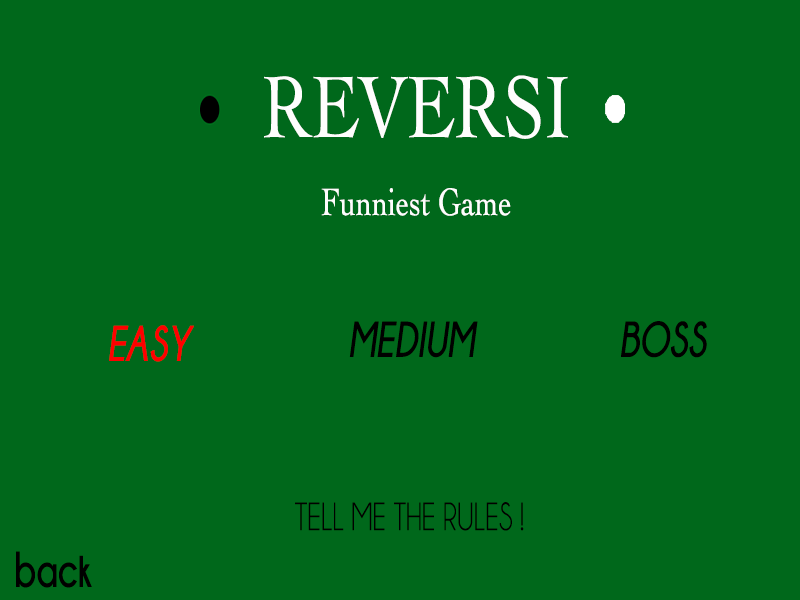 REVERSI
Funniest Game
EASY MEDIUM BOSS
TELL ME THE RULES !
back